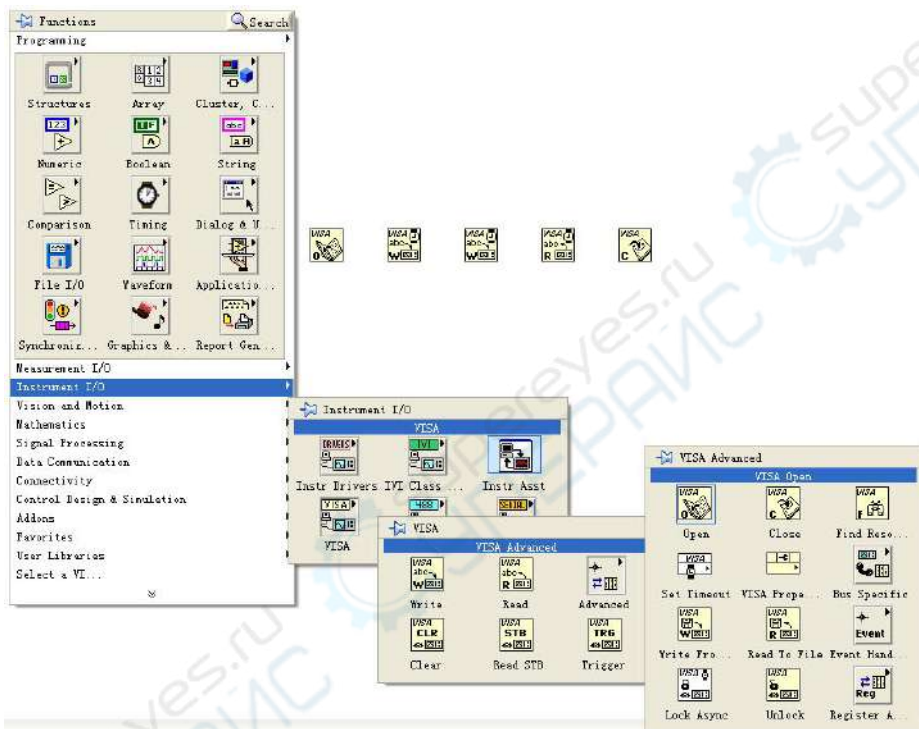 Functions
Search
Programming
Structures Array Cluster, C...
Numeric Boolean String
Comparison Timing Dialog & U...
File I/O Waveform Applicatio...
Synchroniz... Graphics & .. Report Gen...
Measurement I/O
Instrument I/O
Vision and Motion
Mathematics
Signal Processing
Data Communication
Connectivity
Control Design & Simulation
Addons
Favorites
User Libraries
Select a VI...
Instrument I/O
VISA
Instr Drivers IVI Class ... Instr Asst
VISA
VISA
VISA Advanced
Write Read Advanced
Clear Read STB Trigger
VISA Advanced
VISA Open
Open Close Find Reso...
Set Timeout VISA Prope... Bus Specific
Write Fro... Read To File Event Hand...
Lock Async Unlock Register A...